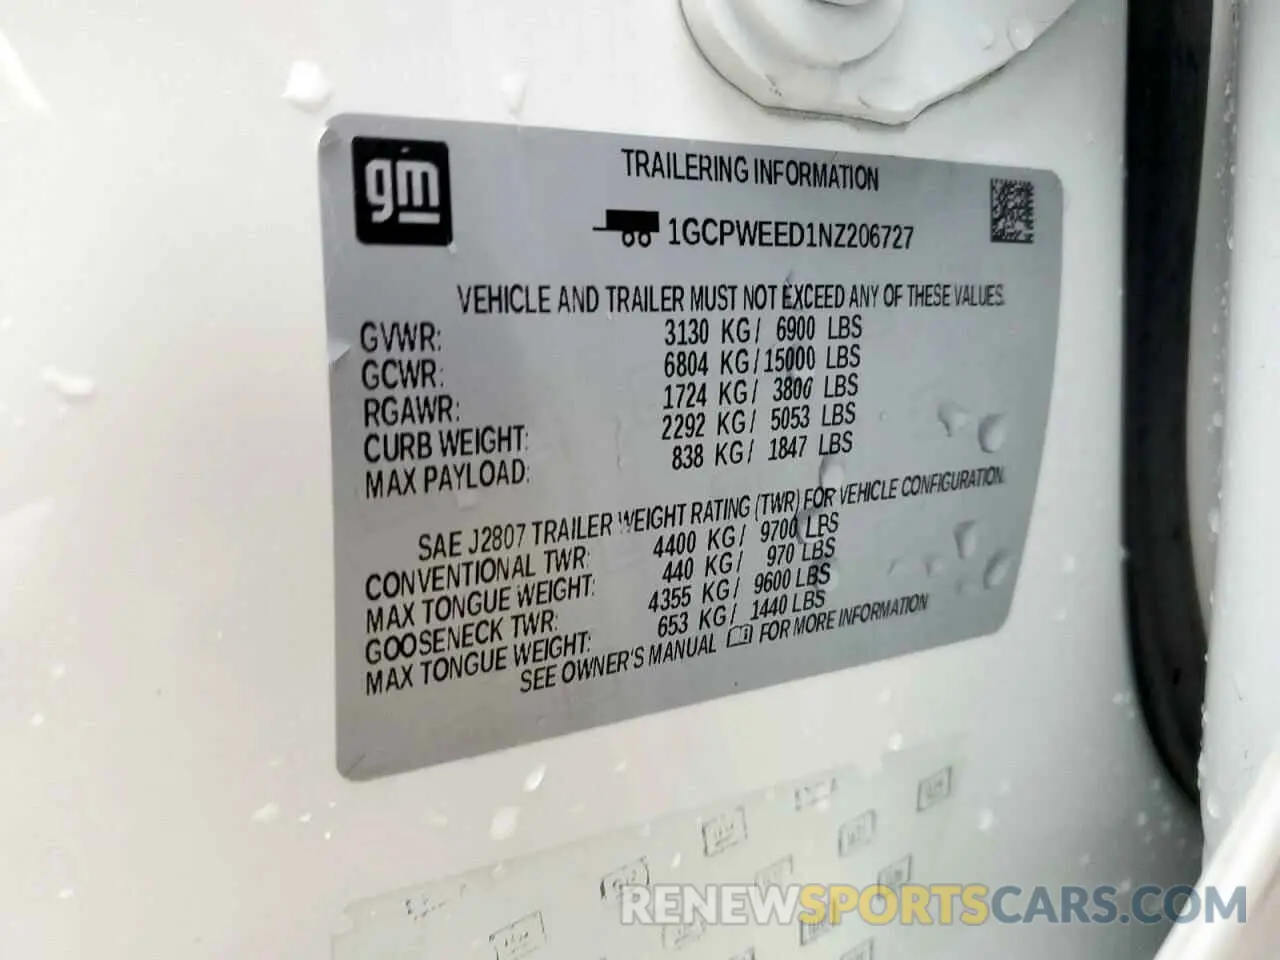 gm
TRAILERING INFORMATION
1GCPWEED1NZ206727
VEHICLE AND TRAILER MUST NOT EXCEED ANY OF THESE VALUES.
GVWR: 3130 KG/ 6900 LBS
GCWR: 6804 KG/15000 LBS
RGAWR: 1724 KG/ 3800 LBS
CURB WEIGHT: 2292 KG/ 5053 LBS
MAX PAYLOAD: 838 KG/ 1847 LBS
SAE J2807 TRAILER WEIGHT RATING (TWR) FOR VEHICLE CONFIGURATION.
CONVENTIONAL TWR: 4400 KG/ 9700 LBS
MAX TONGUE WEIGHT: 440 KG/ 970 LBS
GOOSENECK TWR: 4355 KG/ 9600 LBS
MAX TONGUE WEIGHT: 653 KG/ 1440 LBS
SEE OWNER'S MANUAL FOR MORE INFORMATION
RENEWSPORTSCARS.COM